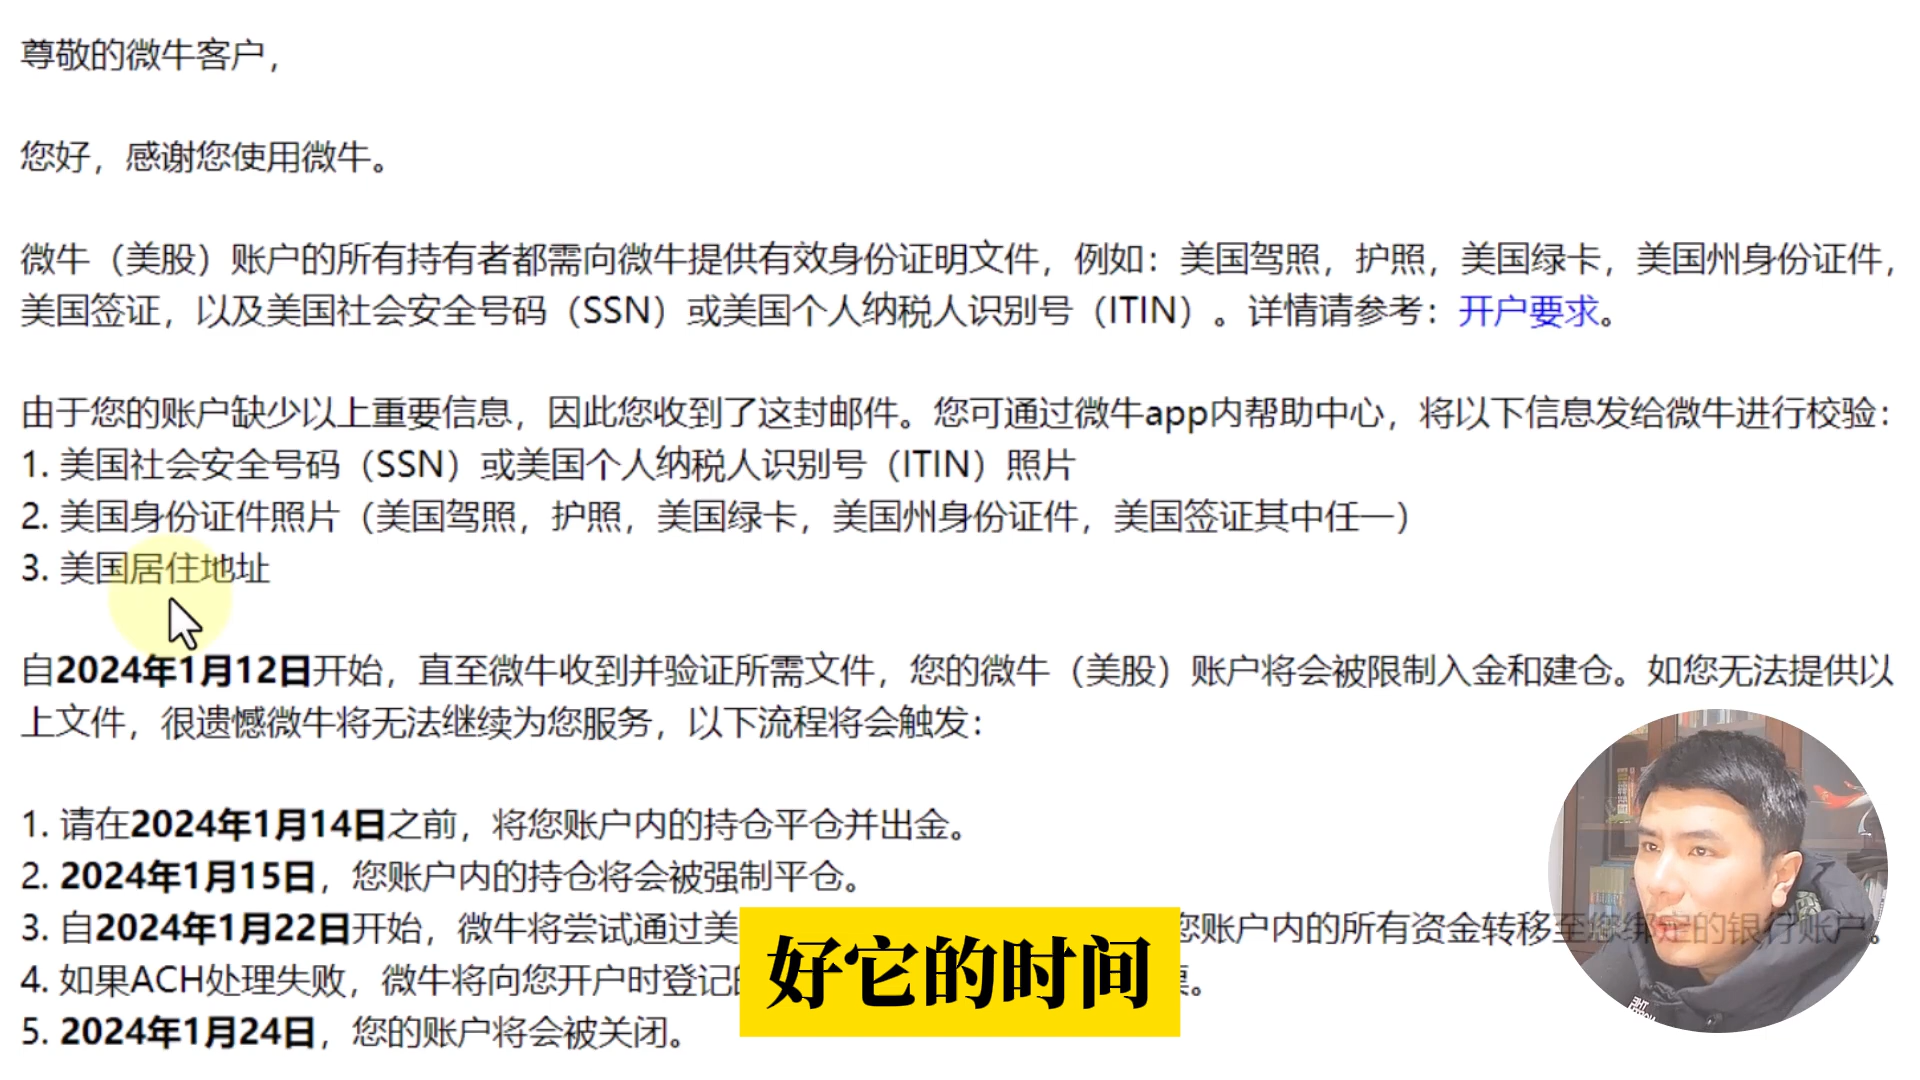 尊敬的微牛客户，
您好，感谢您使用微牛。
微牛（美股）账户的所有持有者都需向微牛提供有效身份证明文件，例如：美国驾照，护照，美国绿卡，美国州身份证件，
美国签证，以及美国社会安全号码（SSN）或美国个人纳税人识别号（ITIN）。详情请参考：开户要求。
由于您的账户缺少以上重要信息，因此您收到了这封邮件。您可通过微牛app内帮助中心，将以下信息发给微牛进行校验：
1. 美国社会安全号码（SSN）或美国个人纳税人识别号（ITIN）照片
2. 美国身份证件照片（美国驾照，护照，美国绿卡，美国州身份证件，美国签证其中任一）
3. 美国居住地址
自2024年1月12日开始，直至微牛收到并验证所需文件，您的微牛（美股）账户将会被限制入金和建仓。如您无法提供以
上文件，很遗憾微牛将无法继续为您服务，以下流程将会触发：
1. 请在2024年1月14日之前，将您账户内的持仓平仓并出金。
2. 2024年1月15日，您账户内的持仓将会被强制平仓。
3. 自2024年1月22日开始，微牛将尝试通过美 您账户内的所有资金转移至您绑定的银行账户。
4. 如果ACH处理失败，微牛将向您开户时登记 。
5. 2024年1月24日，您的账户将会被关闭。
好它的时间